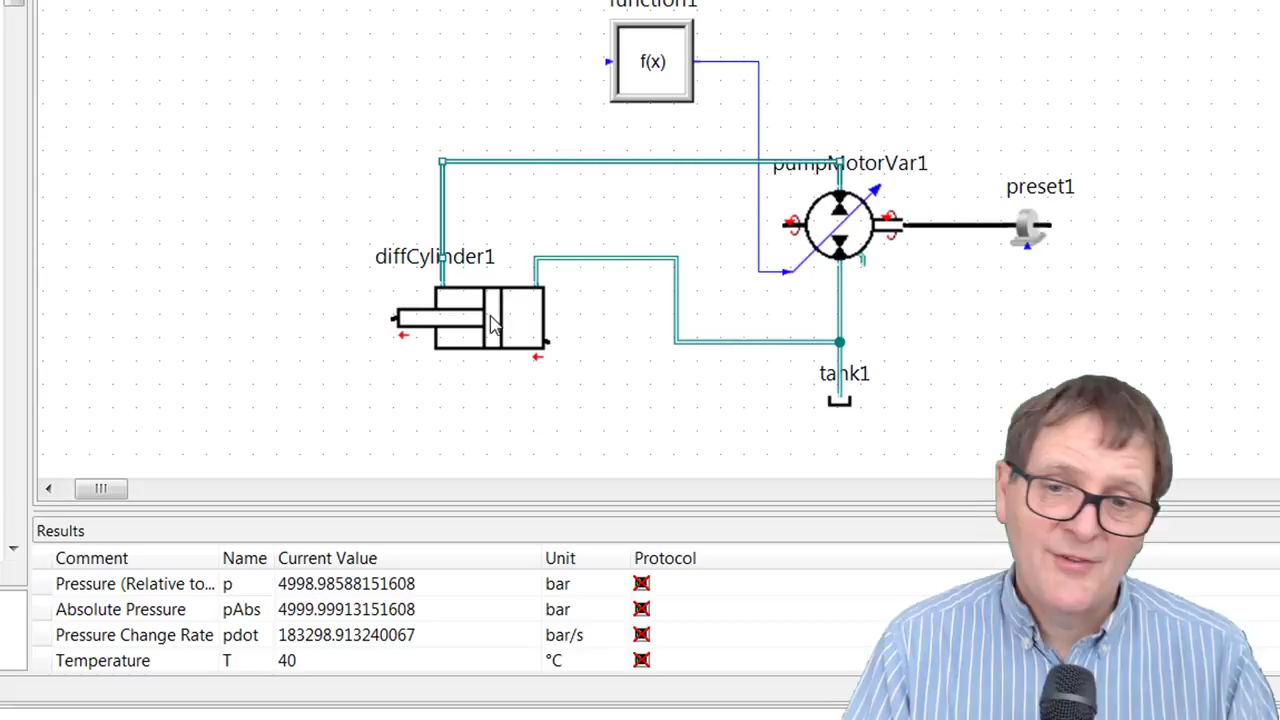 function1
f(x)
pumpMotorVar1
preset1
diffCylinder1
tank1
Results
Comment Name Current Value Unit Protocol
Pressure (Relative to... p 4998.98588151608 bar
Absolute Pressure pAbs 4999.99913151608 bar
Pressure Change Rate pdot 183298.913240067 bar/s
Temperature T 40 °C